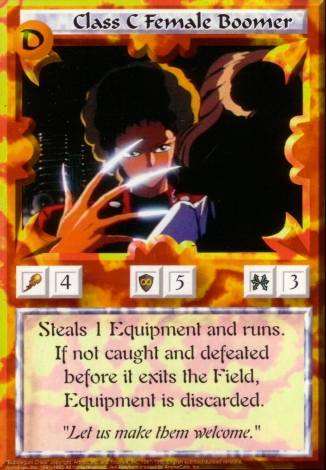 Class C Female Boomer
D
4 5 3
Steals 1 Equipment and runs.
If not caught and defeated
before it exits the Field,
Equipment is discarded.
"Let us make them welcome."